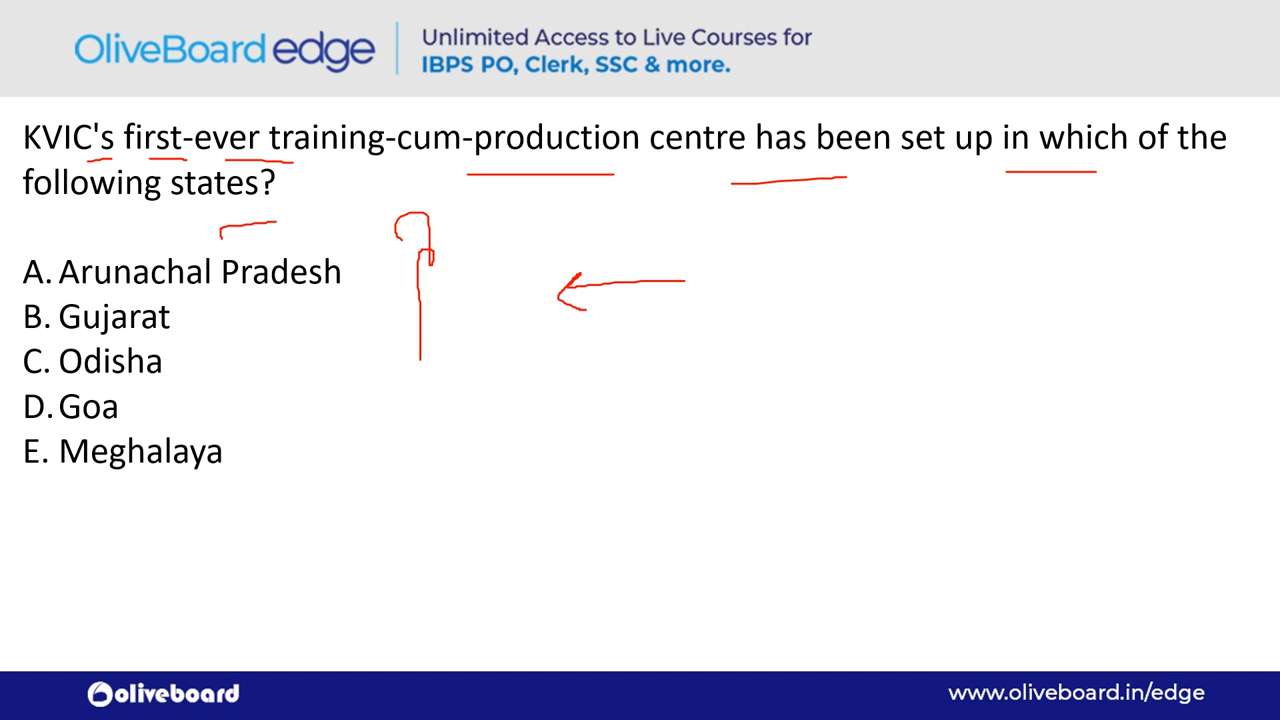 OliveBoard edge
Unlimited Access to Live Courses for
IBPS PO, Clerk, SSC & more.
KVIC's first-ever training-cum-production centre has been set up in which of the
following states?
A. Arunachal Pradesh
B. Gujarat
C. Odisha
D. Goa
E. Meghalaya
oliveboard
www.oliveboard.in/edge